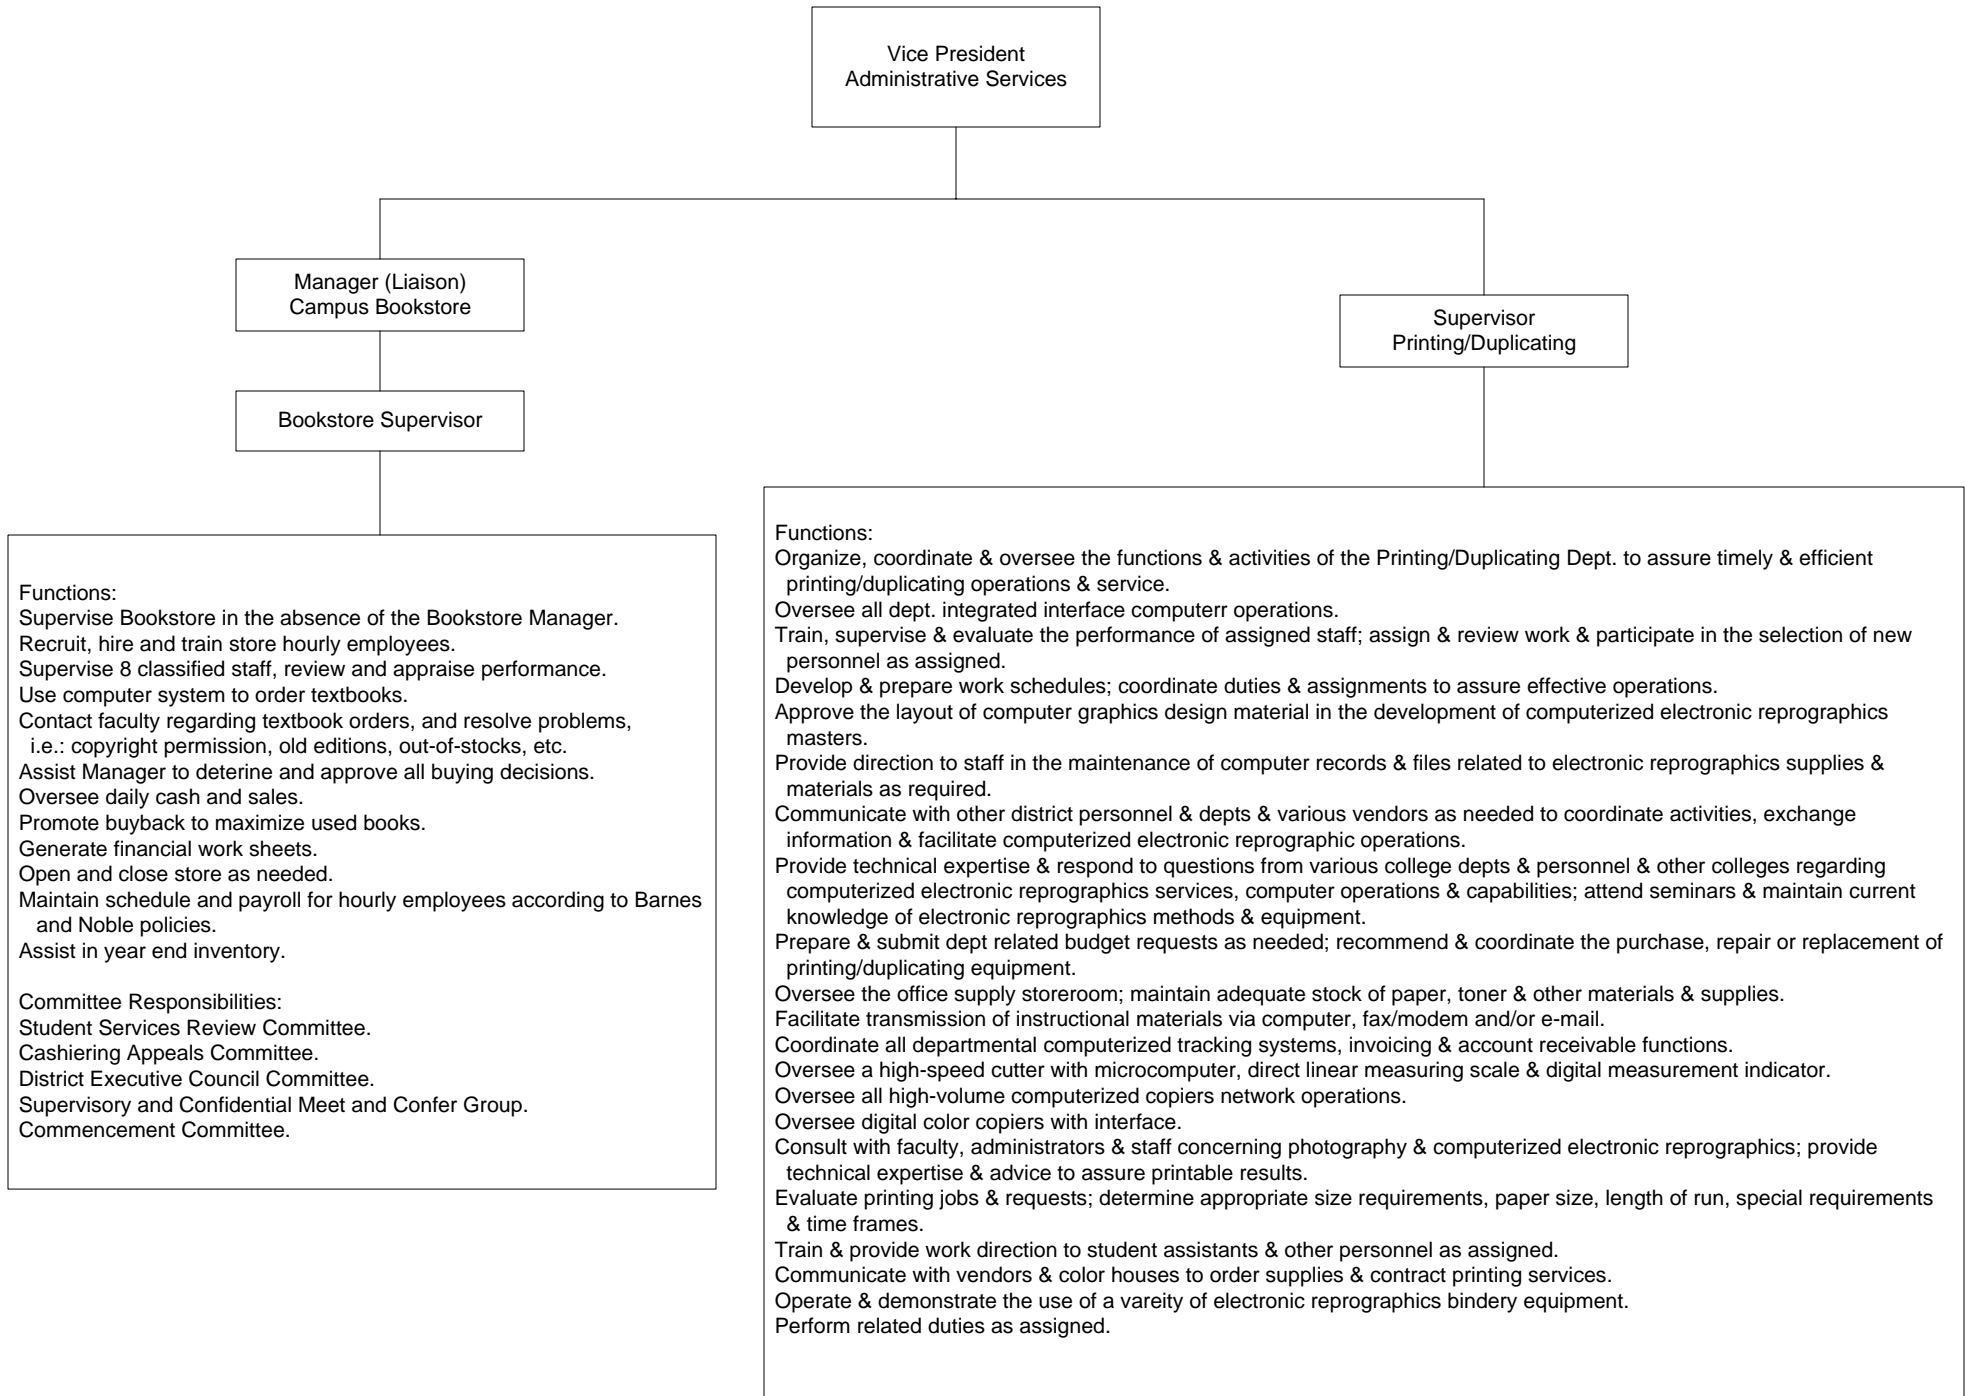 Vice President
Administrative Services
Manager (Liaison)
Campus Bookstore
Supervisor
Printing/Duplicating
Bookstore Supervisor
Functions:
Supervise Bookstore in the absence of the Bookstore Manager.
Recruit, hire and train store hourly employees.
Supervise 8 classified staff, review and appraise performance.
Use computer system to order textbooks.
Contact faculty regarding textbook orders, and resolve problems,
i.e.: copyright permission, old editions, out-of-stocks, etc.
Assist Manager to deterine and approve all buying decisions.
Oversee daily cash and sales.
Promote buyback to maximize used books.
Generate financial work sheets.
Open and close store as needed.
Maintain schedule and payroll for hourly employees according to Barnes
and Noble policies.
Assist in year end inventory.
Committee Responsibilities:
Student Services Review Committee.
Cashiering Appeals Committee.
District Executive Council Committee.
Supervisory and Confidential Meet and Confer Group.
Commencement Committee.
Functions:
Organize, coordinate & oversee the functions & activities of the Printing/Duplicating Dept. to assure timely & efficient
printing/duplicating operations & service.
Oversee all dept. integrated interface computerr operations.
Train, supervise & evaluate the performance of assigned staff; assign & review work & participate in the selection of new
personnel as assigned.
Develop & prepare work schedules; coordinate duties & assignments to assure effective operations.
Approve the layout of computer graphics design material in the development of computerized electronic reprographics
masters.
Provide direction to staff in the maintenance of computer records & files related to electronic reprographics supplies &
materials as required.
Communicate with other district personnel & depts & various vendors as needed to coordinate activities, exchange
information & facilitate computerized electronic reprographic operations.
Provide technical expertise & respond to questions from various college depts & personnel & other colleges regarding
computerized electronic reprographics services, computer operations & capabilities; attend seminars & maintain current
knowledge of electronic reprographics methods & equipment.
Prepare & submit dept related budget requests as needed; recommend & coordinate the purchase, repair or replacement of
printing/duplicating equipment.
Oversee the office supply storeroom; maintain adequate stock of paper, toner & other materials & supplies.
Facilitate transmission of instructional materials via computer, fax/modem and/or e-mail.
Coordinate all departmental computerized tracking systems, invoicing & account receivable functions.
Oversee a high-speed cutter with microcomputer, direct linear measuring scale & digital measurement indicator.
Oversee all high-volume computerized copiers network operations.
Oversee digital color copiers with interface.
Consult with faculty, administrators & staff concerning photography & computerized electronic reprographics; provide
technical expertise & advice to assure printable results.
Evaluate printing jobs & requests; determine appropriate size requirements, paper size, length of run, special requirements
& time frames.
Train & provide work direction to student assistants & other personnel as assigned.
Communicate with vendors & color houses to order supplies & contract printing services.
Operate & demonstrate the use of a vareity of electronic reprographics bindery equipment.
Perform related duties as assigned.